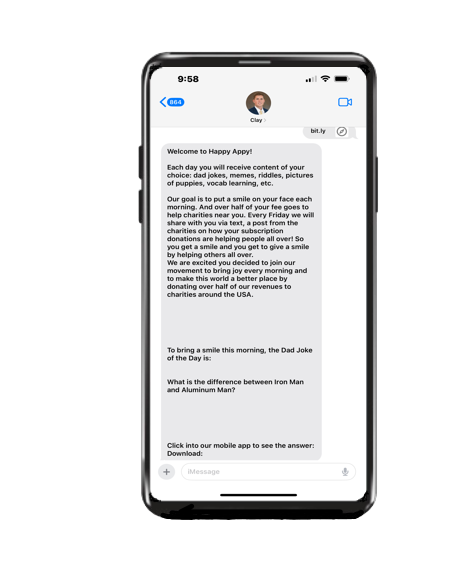 9:58
864
Clay
bit.ly
Welcome to Happy Appy!
Each day you will receive content of your
choice: dad jokes, memes, riddles, pictures
of puppies, vocab learning, etc.
Our goal is to put a smile on your face each
morning. And over half of your fee goes to
help charities near you. Every Friday we will
share with you via text, a post from the
charities on how your subscription
donations are helping people all over! So
you get a smile and you get to give a smile
by helping others all over.
We are excited you decided to join our
movement to bring joy every morning and
to make this world a better place by
donating over half of our revenues to
charities around the USA.
To bring a smile this morning, the Dad Joke
of the Day is:
What is the difference between Iron Man
and Aluminum Man?
Click into our mobile app to see the answer:
Download:
iMessage